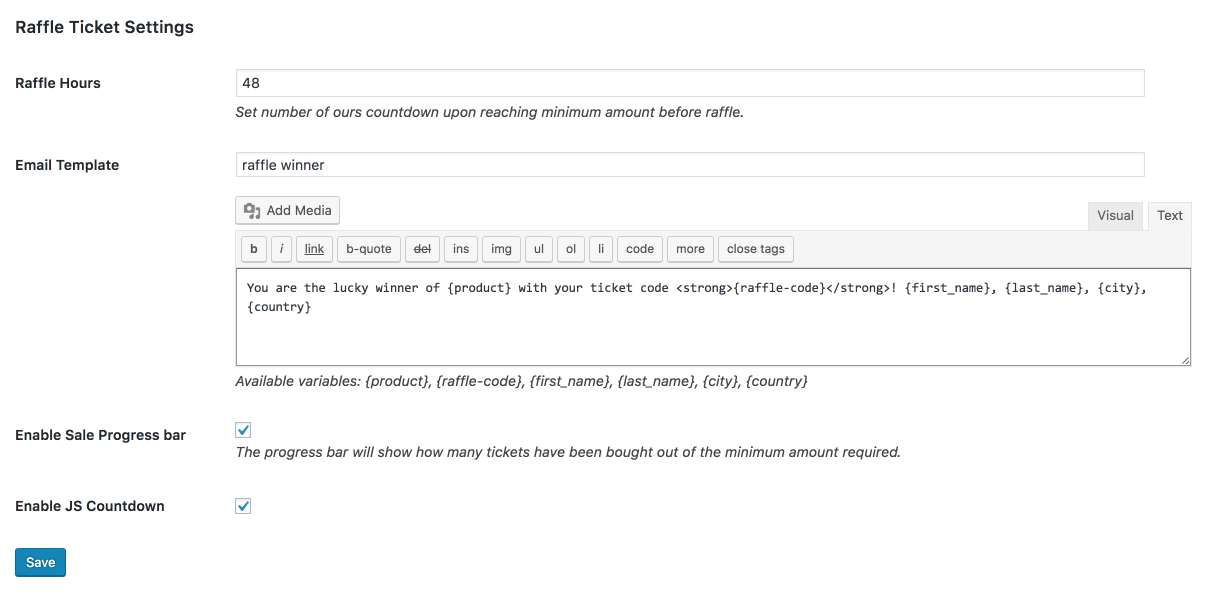 Raffle Ticket Settings
Raffle Hours
48
Set number of ours countdown upon reaching minimum amount before raffle.
Email Template
raffle winner
Add Media
Visual Text
b i link b-quote del ins img ul ol li code more close tags
You are the lucky winner of {product} with your ticket code <strong>{raffle-code}</strong>! {first_name}, {last_name}, {city},
{country}
Available variables: {product}, {raffle-code}, {first_name}, {last_name}, {city}, {country}
Enable Sale Progress bar
The progress bar will show how many tickets have been bought out of the minimum amount required.
Enable JS Countdown
Save